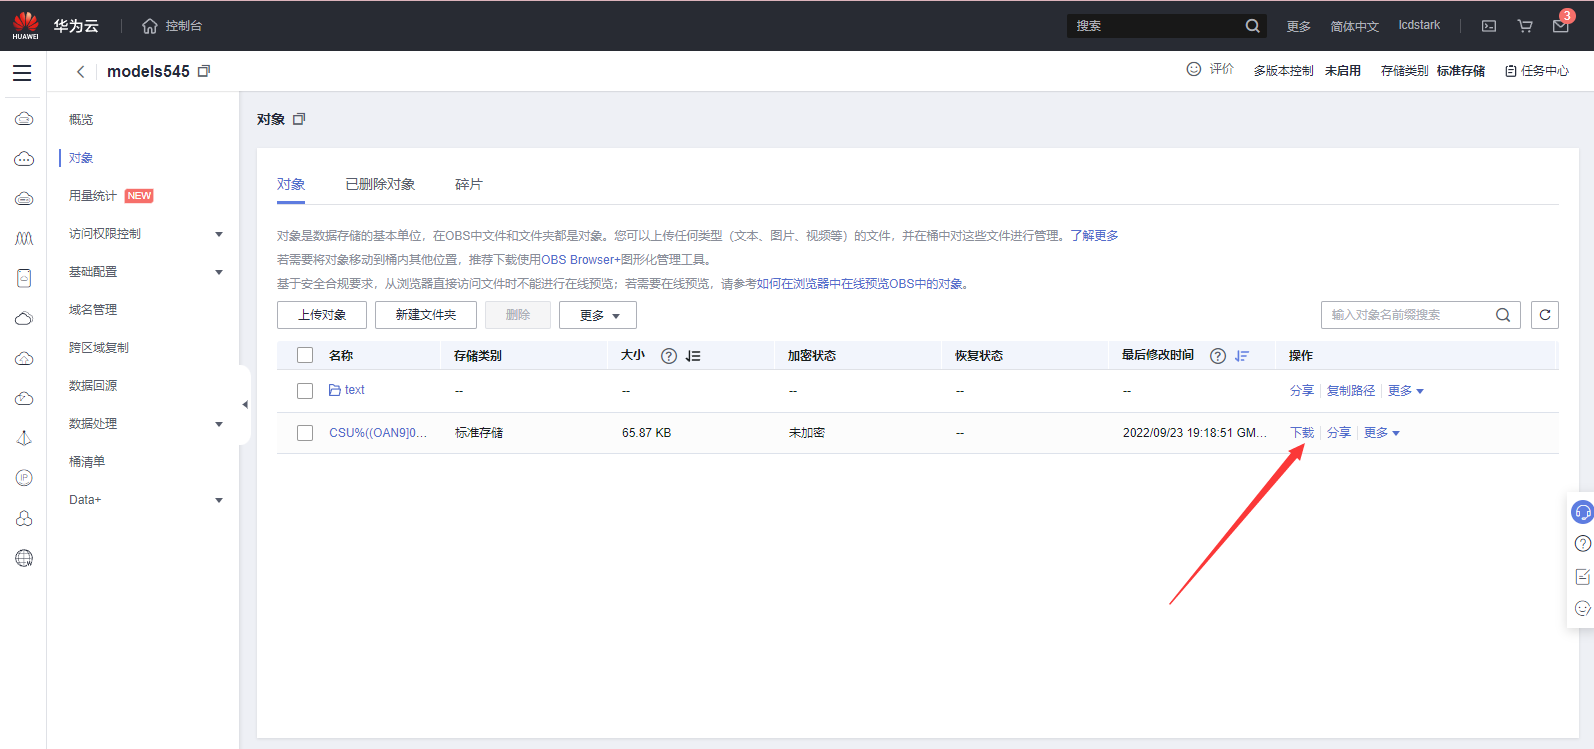 HUAWEI 华为云 控制台 搜索 更多 简体中文 lcdstark 3
models545 评价 多版本控制 未启用 存储类别 标准存储 任务中心
概览
对象
用量统计 NEW
访问权限控制
基础配置
域名管理
跨区域复制
数据回源
数据处理
桶清单
Data+
对象
对象 已删除对象 碎片
对象是数据存储的基本单位，在OBS中文件和文件夹都是对象。您可以上传任何类型（文本、图片、视频等）的文件，并在桶中对这些文件进行管理。了解更多
若需要将对象移动到桶内其他位置，推荐下载使用OBS Browser+图形化管理工具。
基于安全合规要求，从浏览器直接访问文件时不能进行在线预览；若需要在线预览，请参考如何在浏览器中在线预览OBS中的对象。
上传对象 新建文件夹 删除 更多 输入对象名前缀搜索
名称 存储类别 大小 加密状态 恢复状态 最后修改时间 操作
text -- -- -- -- -- 分享 复制路径 更多
CSU%((OAN9]0... 标准存储 65.87 KB 未加密 -- 2022/09/23 19:18:51 GM... 下载 分享 更多
IP